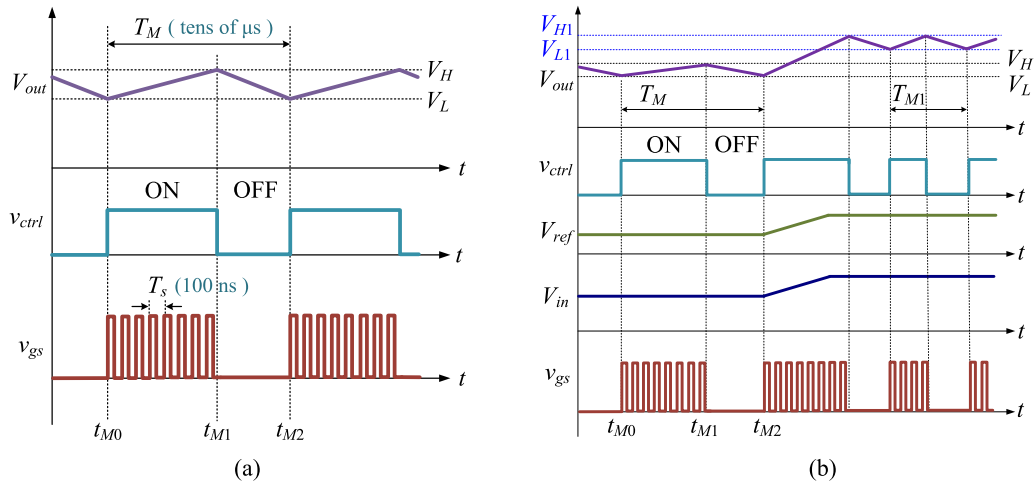 T_M ( tens of μs )
V_out
V_H
V_L
t
ON OFF
v_ctrl
t
T_s (100 ns )
v_gs
t
t_M0 t_M1 t_M2
(a)
V_H1
V_L1
V_H
V_out
V_L
T_M T_M1
t
ON OFF
v_ctrl
t
V_ref
t
V_in
t
v_gs
t
t_M0 t_M1 t_M2
(b)